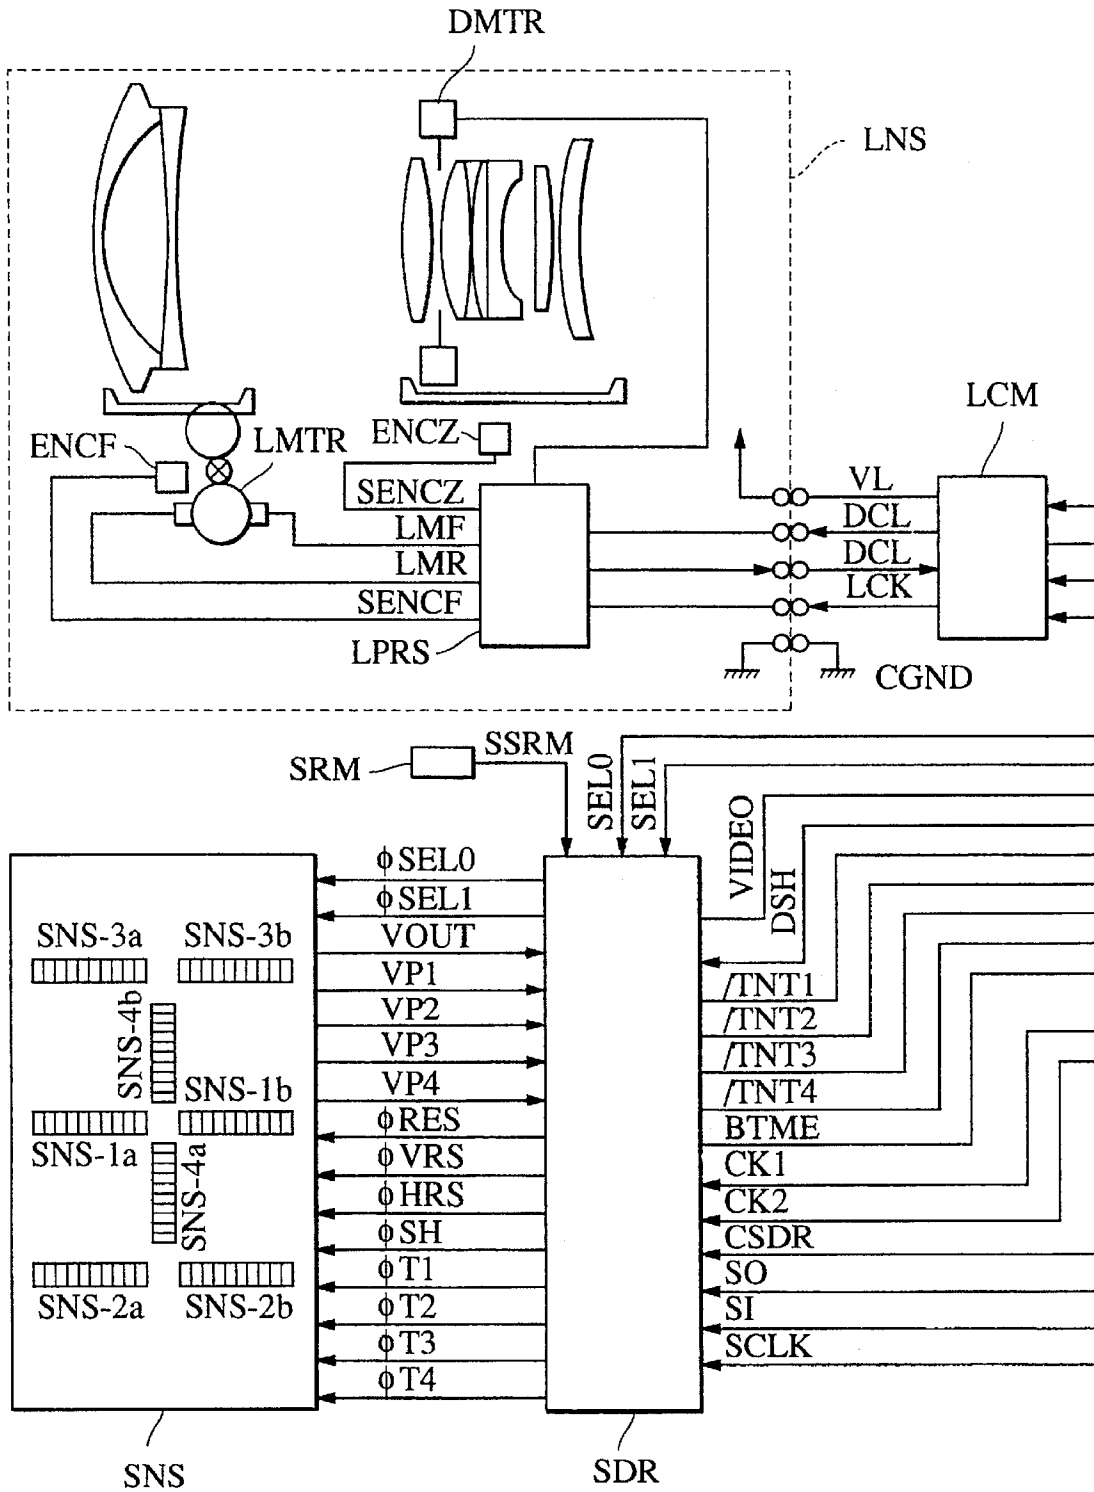 DMTR
LNS
LCM
ENCF
LMTR
ENCZ
SENCZ
LMF
LMR
SENCF
LPRS
VL
DCL
DCL
LCK
CGND
SRM
SSRM
SEL0
SEL1
VIDEO
DSH
ϕSEL0
ϕSEL1
VOUT
VP1
VP2
VP3
VP4
ϕRES
ϕVRS
ϕHRS
ϕSH
ϕT1
ϕT2
ϕT3
ϕT4
SNS-3a
SNS-3b
SNS-4b
SNS-1b
SNS-1a
SNS-4a
SNS-2a
SNS-2b
/TNT1
/TNT2
/TNT3
/TNT4
BTME
CK1
CK2
CSDR
SO
SI
SCLK
SNS
SDR